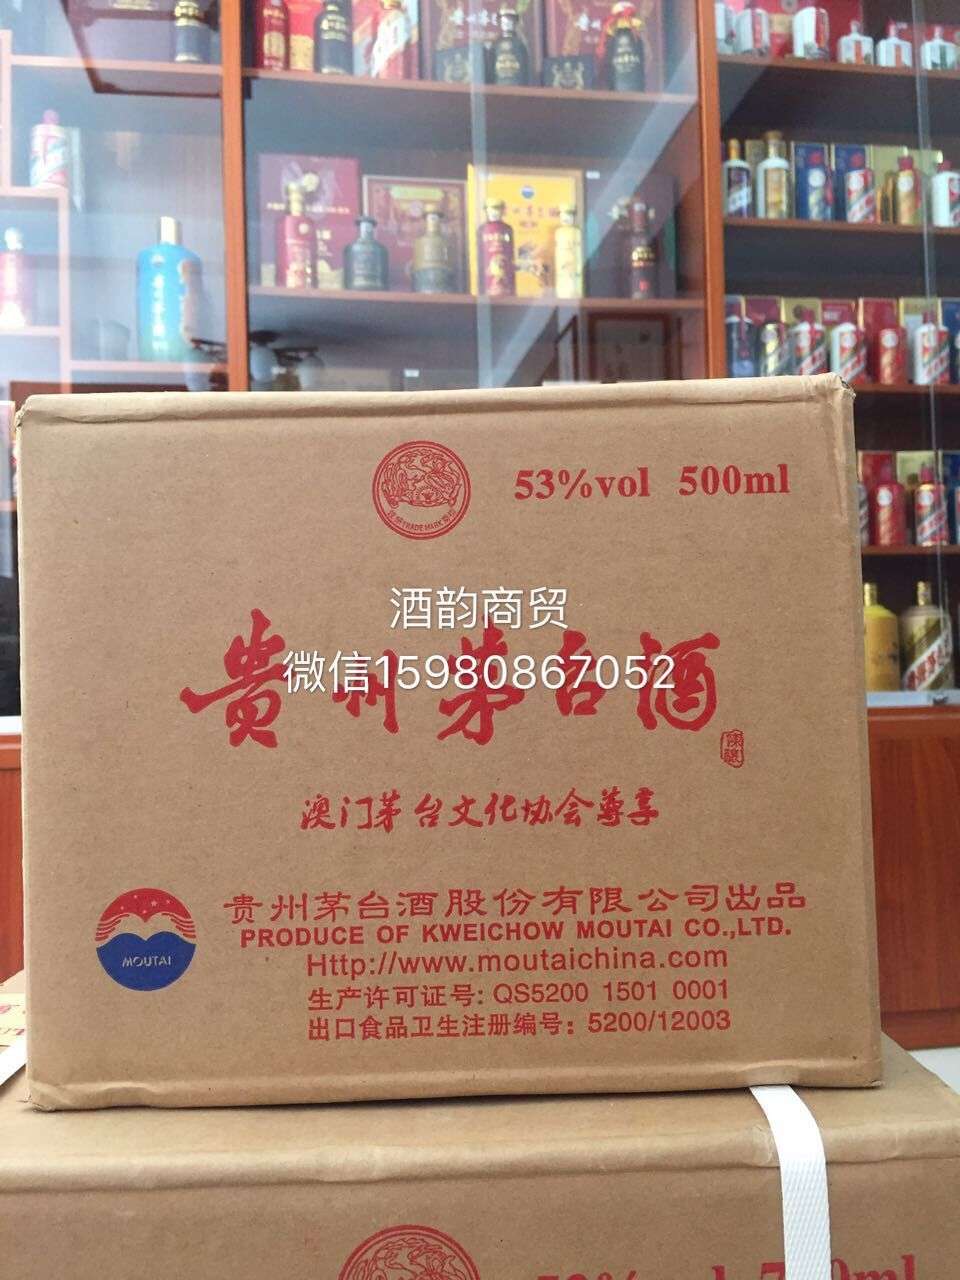 53%vol 500ml
TRADE MARK
酒韵商贸
贵州茅台酒
微信15980867052
陈酿
澳门茅台文化协会尊享
MOUTAI
贵州茅台酒股份有限公司出品
PRODUCE OF KWEICHOW MOUTAI CO.,LTD.
Http://www.moutaichina.com
生产许可证号: QS5200 1501 0001
出口食品卫生注册编号: 5200/12003